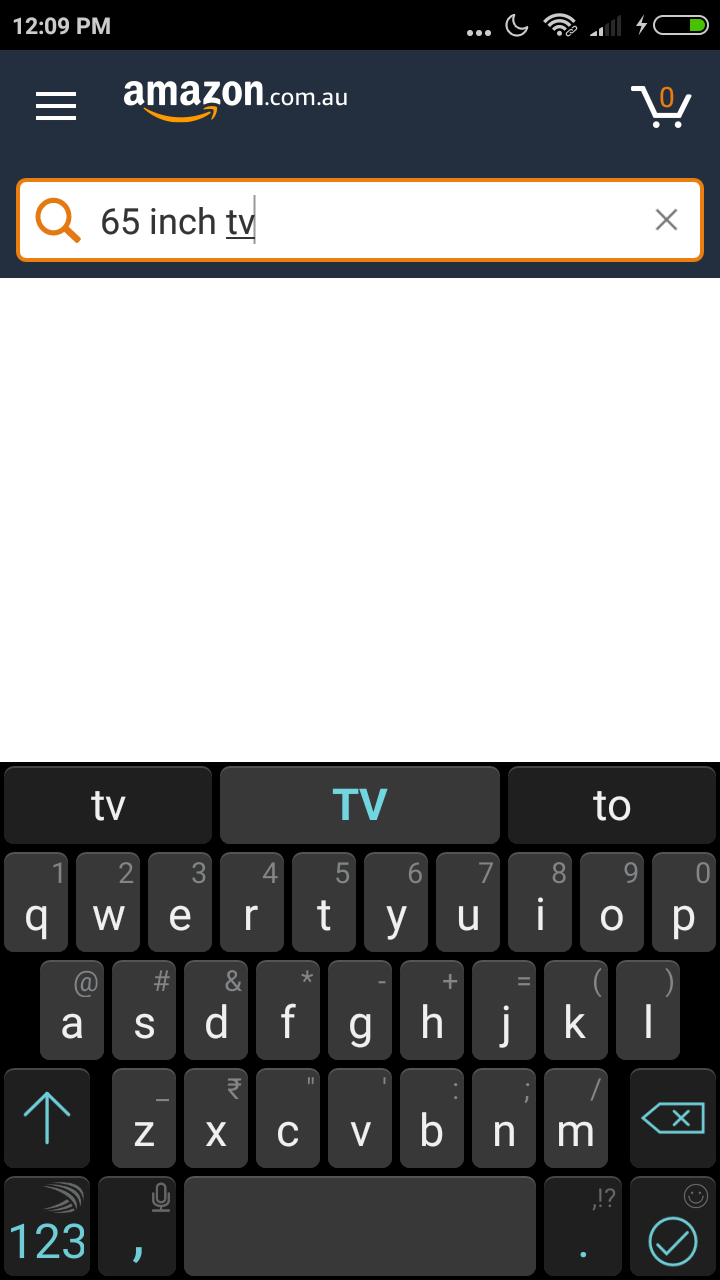 12:09 PM
amazon.com.au
0
65 inch tv
tv TV to
1 2 3 4 5 6 7 8 9 0
q w e r t y u i o p
@ # & * - + = ( )
a s d f g h j k l
_ ₹ " ' : ; /
z x c v b n m
,!?
123 , .